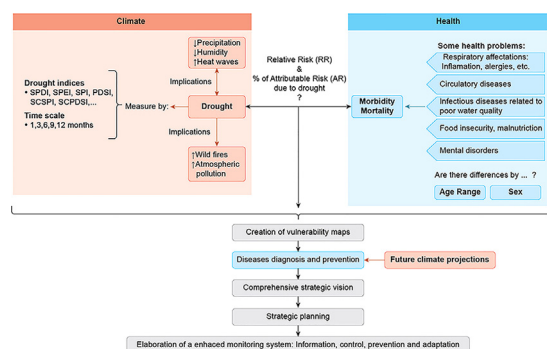 Climate
↓Precipitation
↓Humidity
↑Heat waves
Implications
Drought indices
• SPDI, SPEI, SPI, PDSI,
SCSPI, SCPDSI,...
Time scale
• 1,3,6,9,12 months
Measure by:
Drought
Implications
↑Wild fires
↑Atmospheric
pollution
Relative Risk (RR)
&
% of Attributable Risk (AR)
due to drought
?
Health
Some health problems:
Respiratory affectations:
Inflamation, alergies, etc.
Circulatory diseases
Morbidity
Mortality
Infectious diseases related to
poor water quality
Food insecurity, malnutrition
Mental disorders
Are there differences by ... ?
Age Range
Sex
Creation of vulnerability maps
Diseases diagnosis and prevention
Future climate projections
Comprehensive strategic vision
Strategic planning
Elaboration of a enhaced monitoring system: Information, control, prevention and adaptation